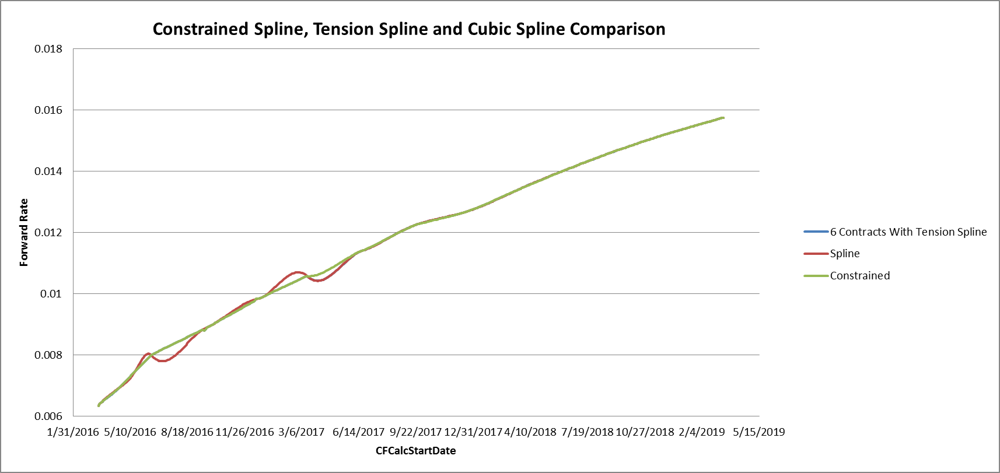 Constrained Spline, Tension Spline and Cubic Spline Comparison
0.018
0.016
0.014
0.012
0.01
0.008
0.006
Forward Rate
1/31/2016 5/10/2016 8/18/2016 11/26/2016 3/6/2017 6/14/2017 9/22/2017 12/31/2017 4/10/2018 7/19/2018 10/27/2018 2/4/2019 5/15/2019
CFCalcStartDate
6 Contracts With Tension Spline
Spline
Constrained